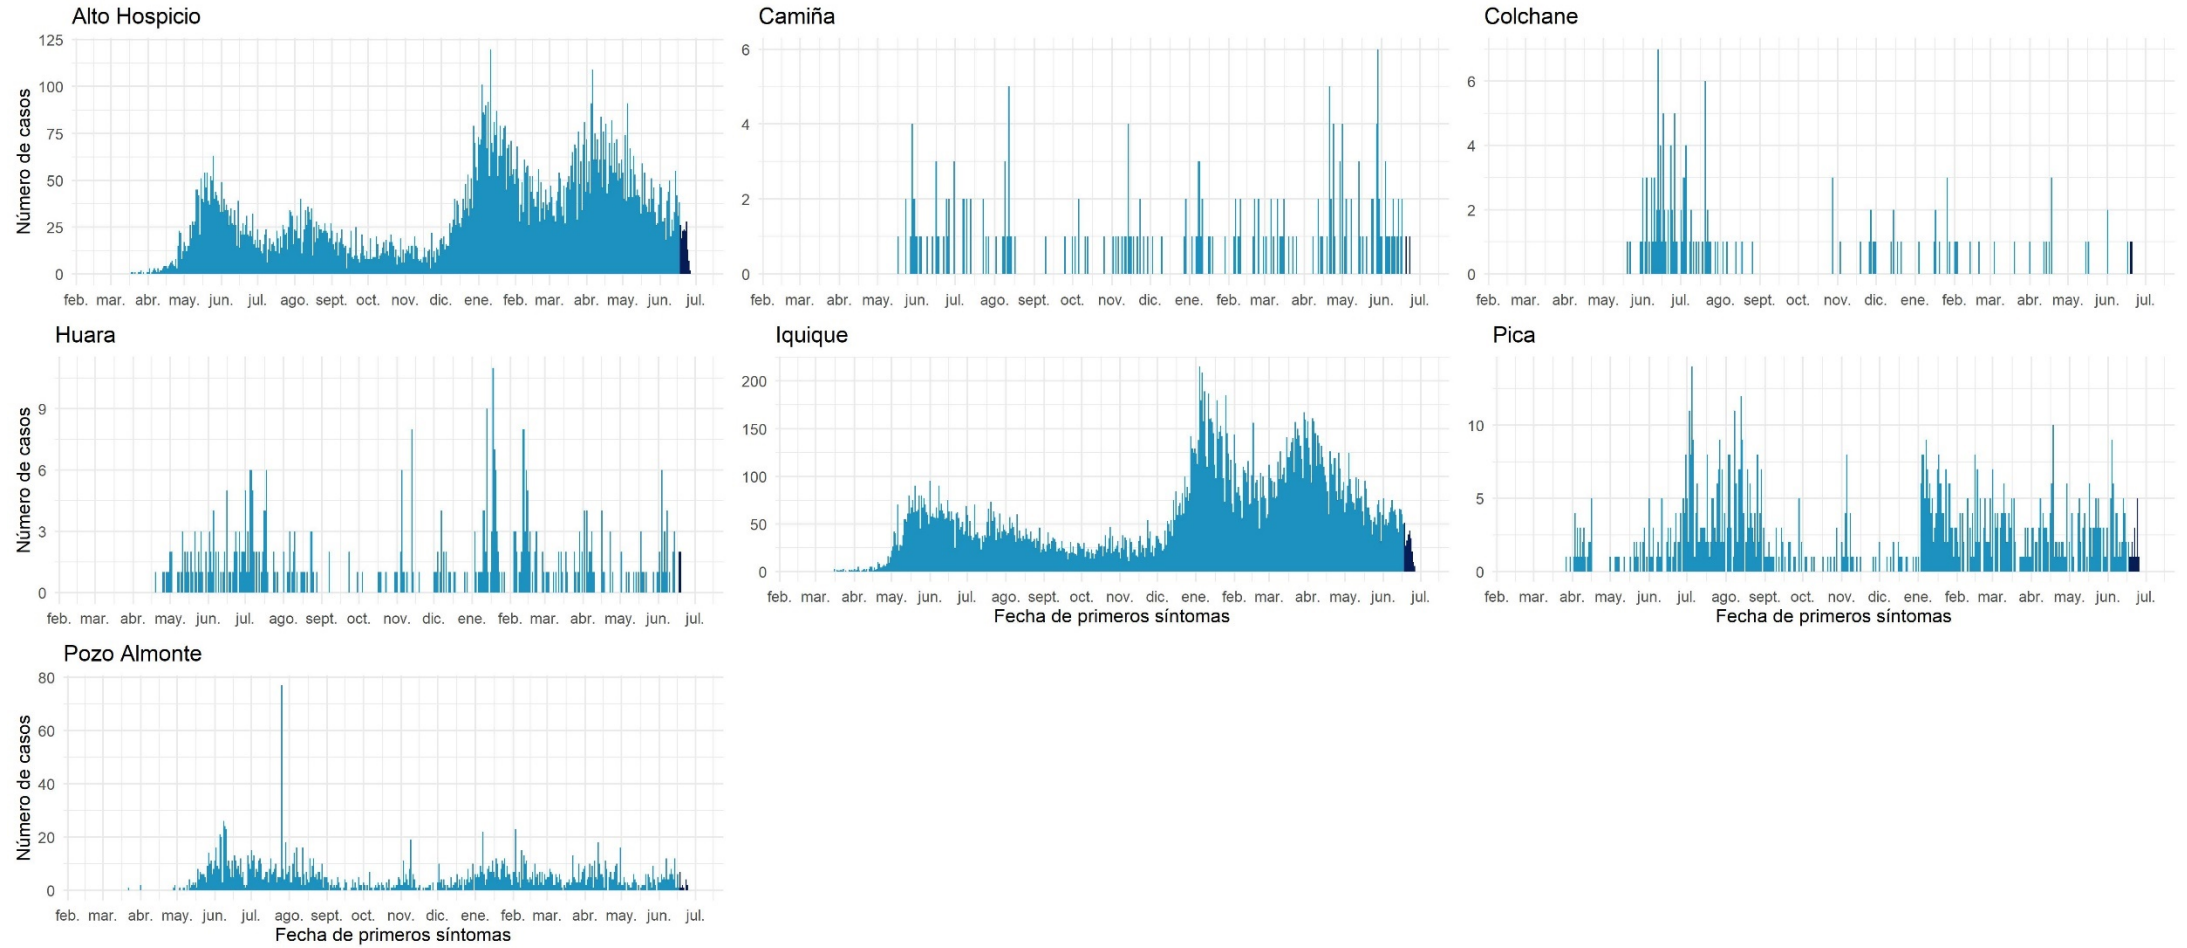 Alto Hospicio
Camiña
Colchane
Número de casos
125
100
75
50
25
0
feb. mar. abr. may. jun. jul. ago. sept. oct. nov. dic. ene. feb. mar. abr. may. jun. jul.
6
4
2
0
feb. mar. abr. may. jun. jul. ago. sept. oct. nov. dic. ene. feb. mar. abr. may. jun. jul.
6
4
2
0
feb. mar. abr. may. jun. jul. ago. sept. oct. nov. dic. ene. feb. mar. abr. may. jun. jul.
Huara
Iquique
Pica
Número de casos
9
6
3
0
feb. mar. abr. may. jun. jul. ago. sept. oct. nov. dic. ene. feb. mar. abr. may. jun. jul.
200
150
100
50
0
feb. mar. abr. may. jun. jul. ago. sept. oct. nov. dic. ene. feb. mar. abr. may. jun. jul.
Fecha de primeros síntomas
10
5
0
feb. mar. abr. may. jun. jul. ago. sept. oct. nov. dic. ene. feb. mar. abr. may. jun. jul.
Fecha de primeros síntomas
Pozo Almonte
Número de casos
80
60
40
20
0
feb. mar. abr. may. jun. jul. ago. sept. oct. nov. dic. ene. feb. mar. abr. may. jun. jul.
Fecha de primeros síntomas